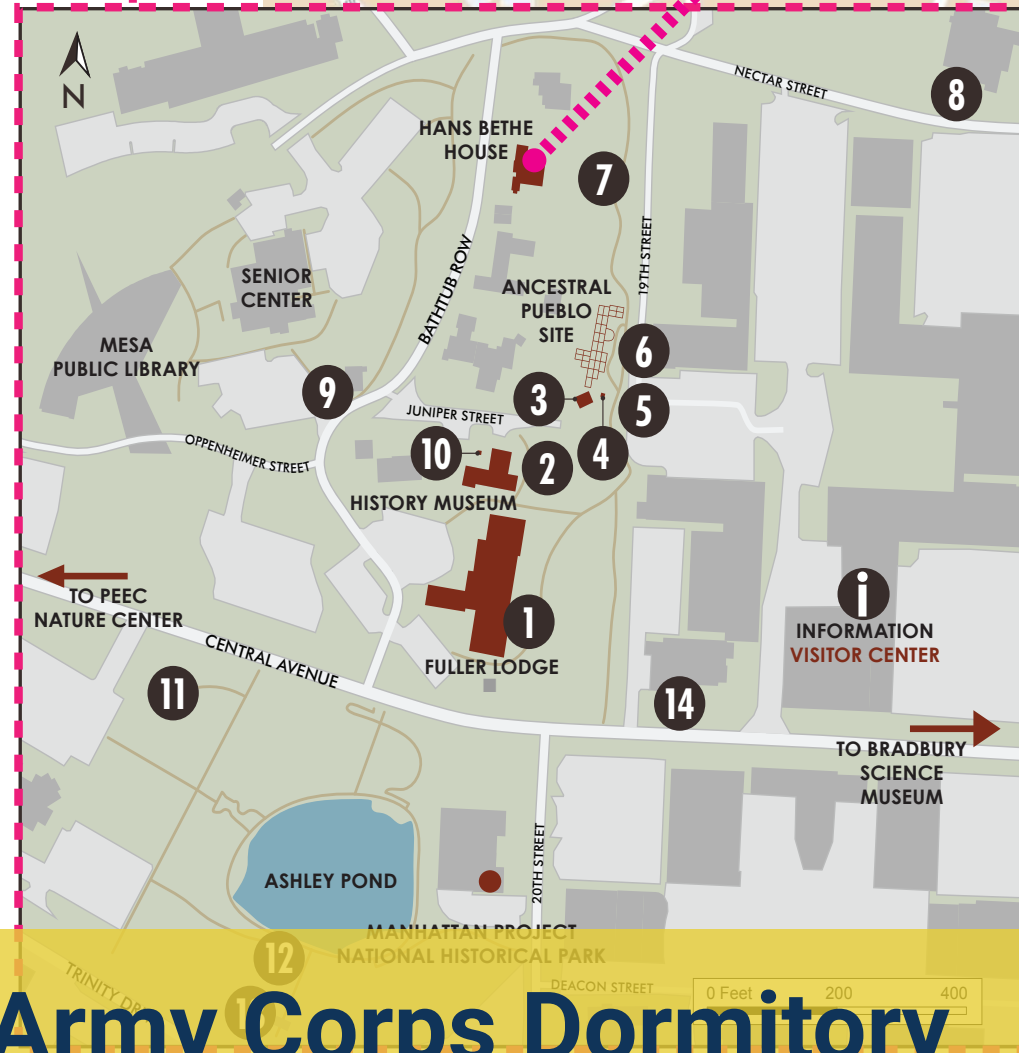 N
NECTAR STREET
8
HANS BETHE
HOUSE
7
BATHTUB ROW
19TH STREET
SENIOR
CENTER
ANCESTRAL
PUEBLO
SITE
MESA
PUBLIC LIBRARY
6
9
3
5
JUNIPER STREET
OPPENHEIMER STREET
10
2
4
HISTORY MUSEUM
TO PEEC
NATURE CENTER
i
1
INFORMATION
VISITOR CENTER
CENTRAL AVENUE
FULLER LODGE
11
14
TO BRADBURY
SCIENCE
MUSEUM
20TH STREET
ASHLEY POND
MANHATTAN PROJECT
NATIONAL HISTORICAL PARK
12
TRINITY
DEACON STREET
0 Feet 200 400
Army Corps Dormitory